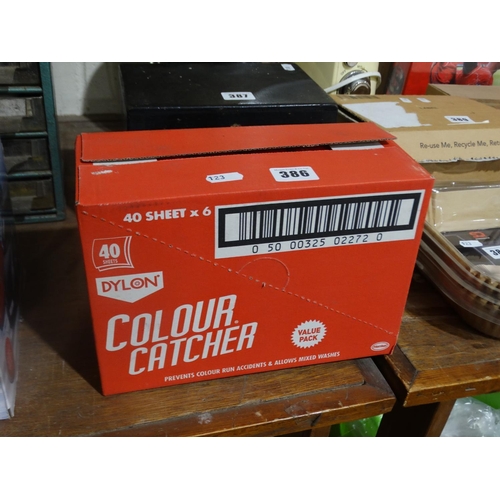 387
386
Re-use Me, Recycle Me,
123
386
40 SHEET x 6
0 50 00325 02272 0
40
SHEETS
DYLON
COLOUR
CATCHER
VALUE
PACK
PREVENTS COLOUR RUN ACCIDENTS & ALLOWS MIXED WASHES